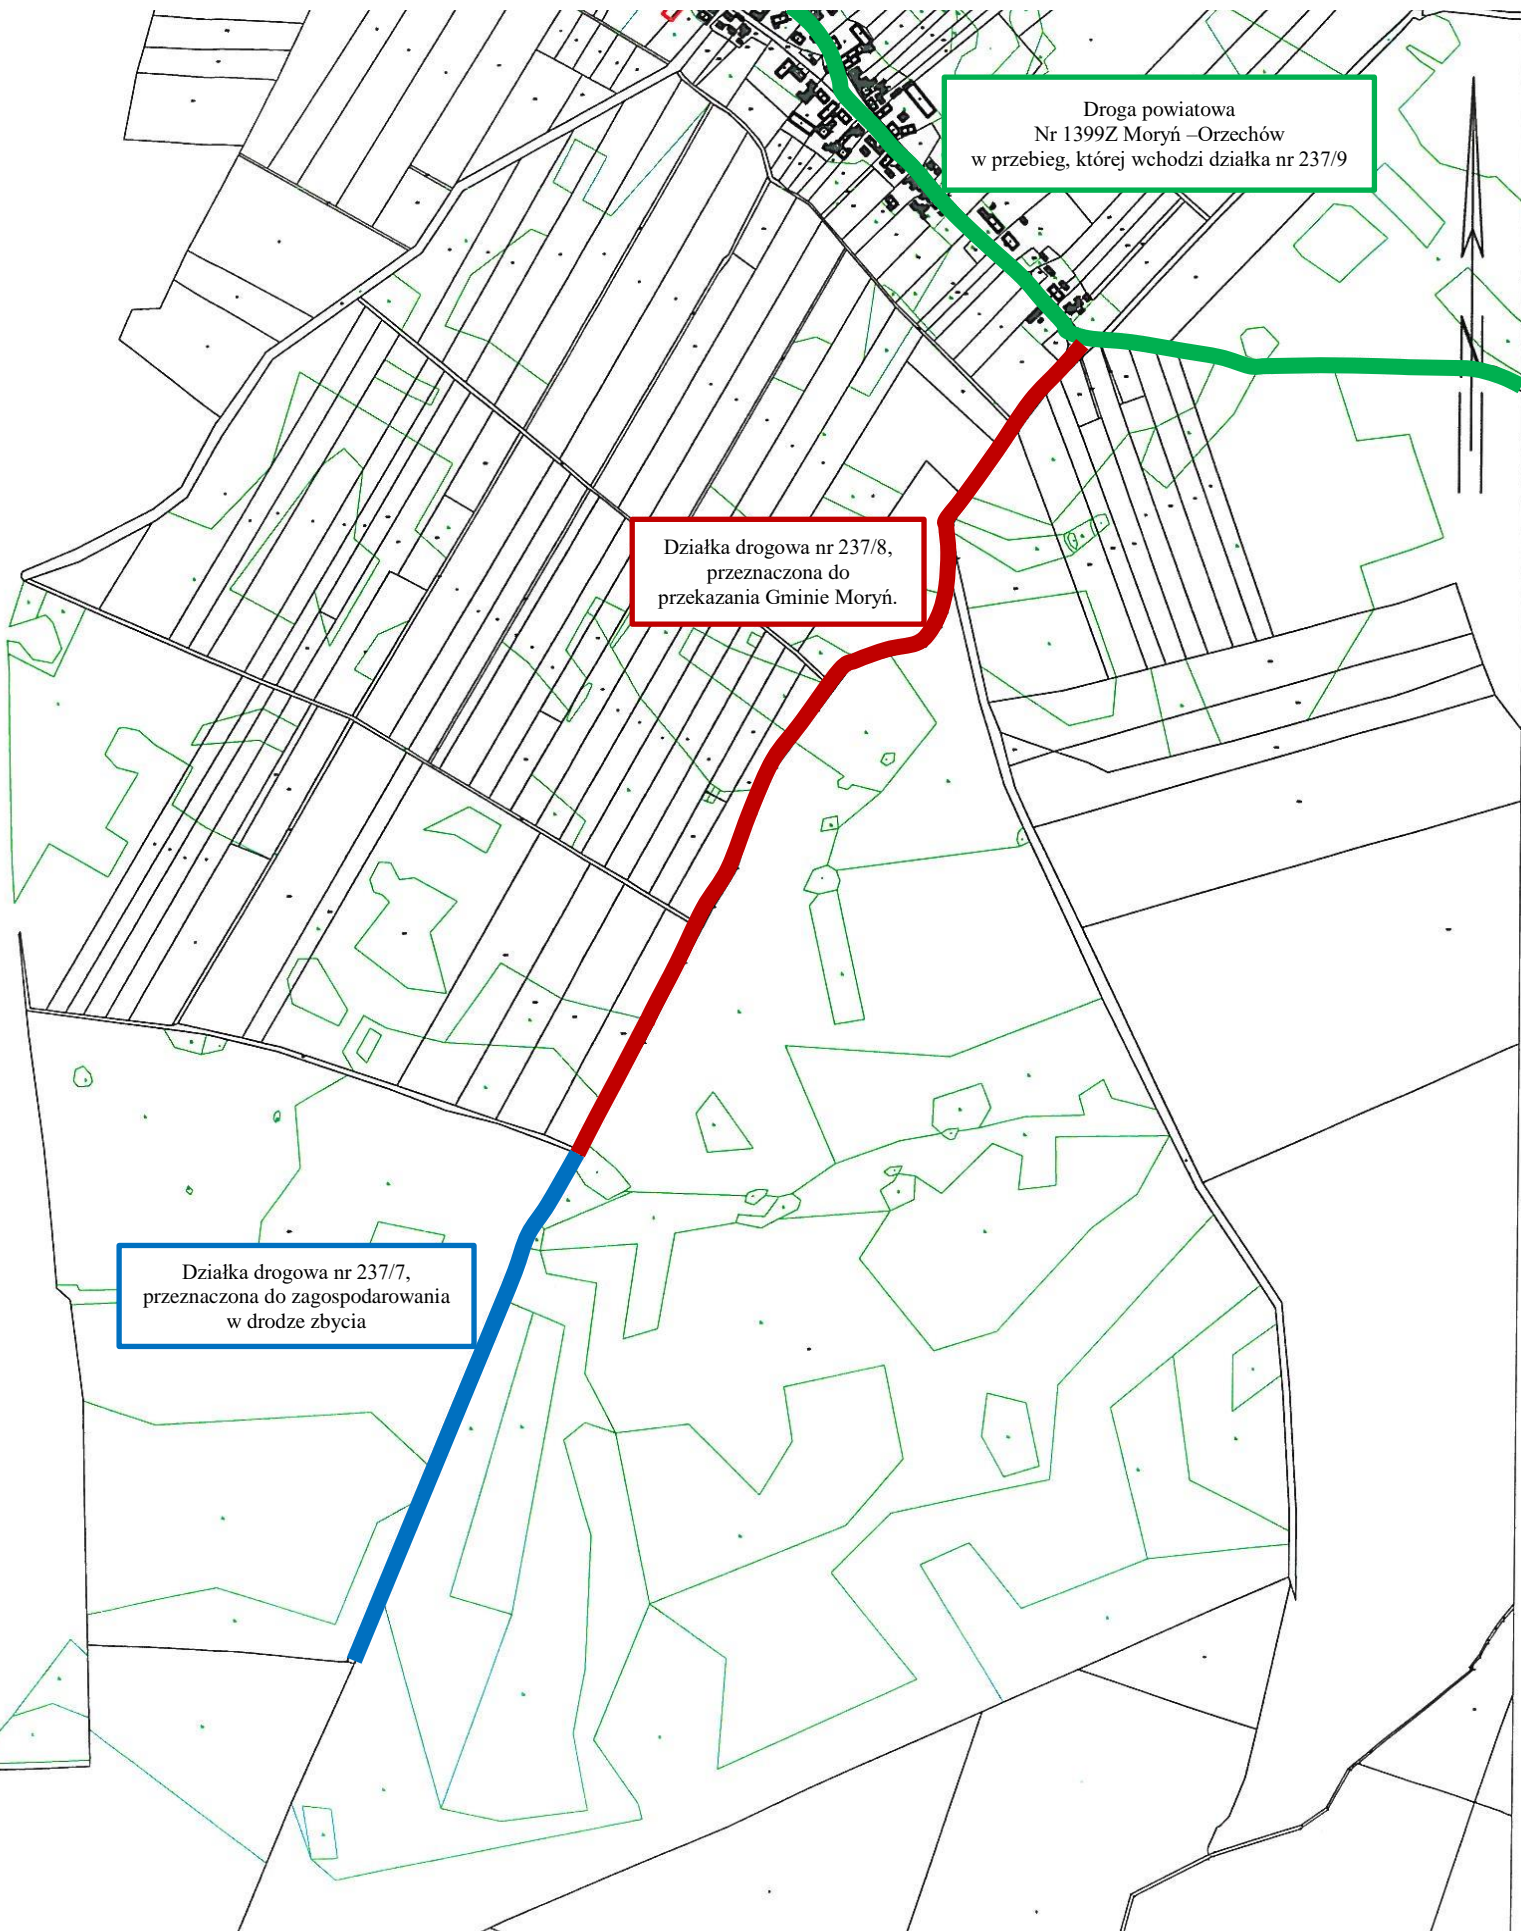 Droga powiatowa
Nr 1399Z Moryń –Orzechów
w przebieg, której wchodzi działka nr 237/9
Działka drogowa nr 237/8,
przeznaczona do
przekazania Gminie Moryń.
Działka drogowa nr 237/7,
przeznaczona do zagospodarowania
w drodze zbycia
N